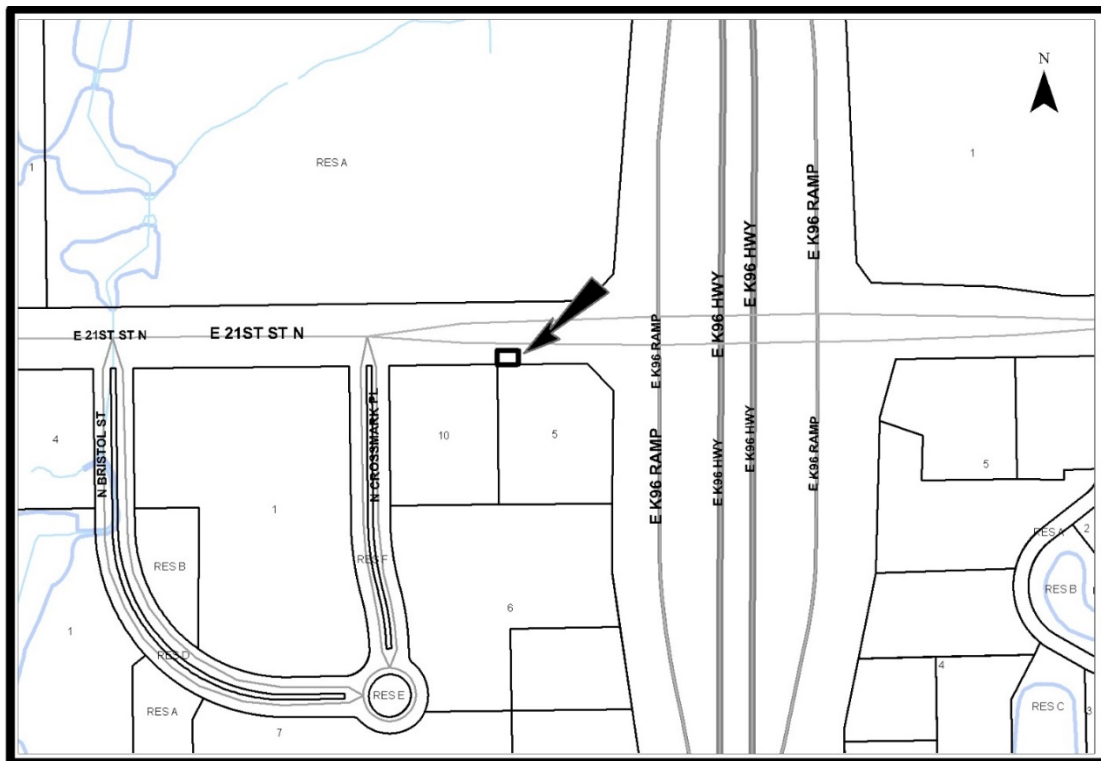 N
1
RES A
1
E K96 RAMP
E K96 HWY
E K96 HWY
E 21ST ST N
E 21ST ST N
E K96 RAMP
N BRISTOL ST
N CROSSMARK PL
E K96 RAMP
E K96 HWY
E K96 HWY
E K96 RAMP
4
10
5
5
1
RES F
RES B
RES A
2
RES B
1
6
RES D
RES E
RES A
7
4
RES C
3